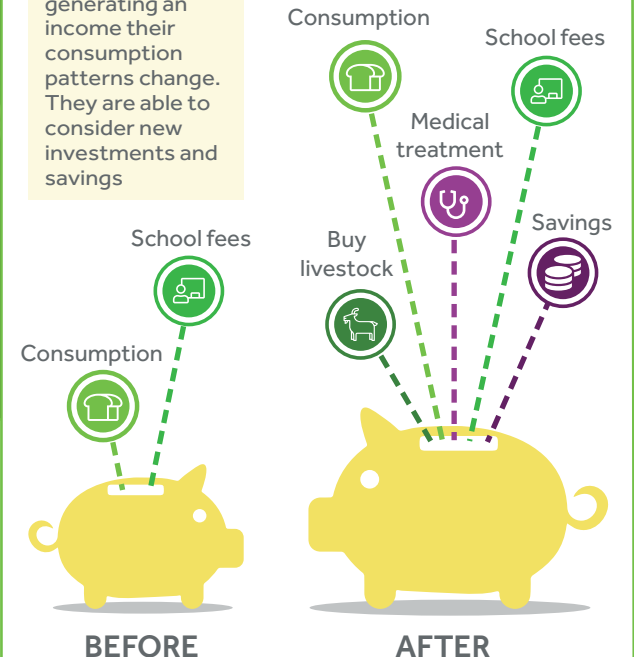 generating an
income their
consumption
patterns change.
They are able to
consider new
investments and
savings
School fees
Consumption
BEFORE
Consumption
School fees
Medical
treatment
Savings
Buy
livestock
AFTER